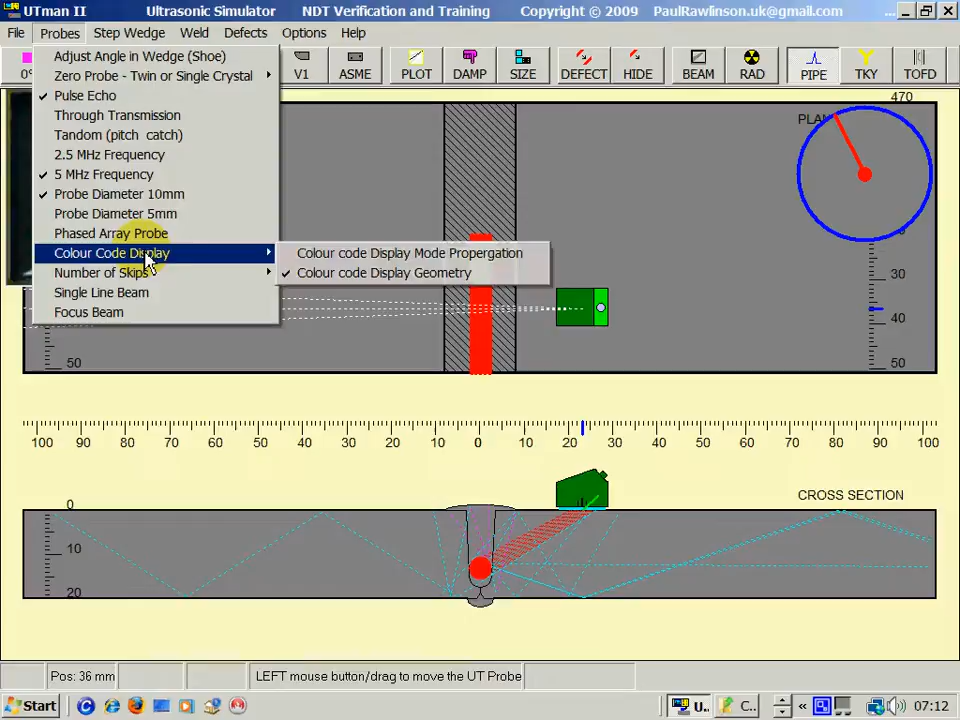 UTman II Ultrasonic Simulator NDT Verification and Training Copyright © 2009 PaulRawlinson.uk@gmail.com ...
File Probes Step Wedge Weld Defects Options Help
0° V1 ASME PLOT DAMP SIZE DEFECT HIDE BEAM RAD PIPE TKY TOFD
Adjust Angle in Wedge (Shoe)
Zero Probe - Twin or Single Crystal
Pulse Echo
Through Transmission
Tandom (pitch catch)
2.5 MHz Frequency
5 MHz Frequency
Probe Diameter 10mm
Probe Diameter 5mm
Phased Array Probe
Colour Code Display
Number of Skips
Single Line Beam
Focus Beam
Colour code Display Mode Propergation
Colour code Display Geometry
470
PLAN
30
40
50 50
100 90 80 70 60 50 40 30 20 10 0 10 20 30 40 50 60 70 80 90 100
CROSS SECTION
0
10
20
Pos: 36 mm LEFT mouse button/drag to move the UT Probe
Start U.. C.. « 07:12